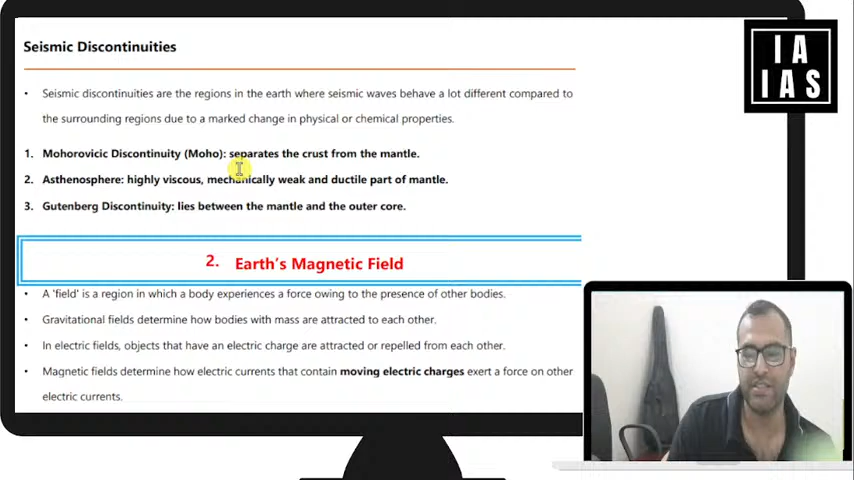 Seismic Discontinuities
IA
IAS
• Seismic discontinuities are the regions in the earth where seismic waves behave a lot different compared to
the surrounding regions due to a marked change in physical or chemical properties.
1. Mohorovicic Discontinuity (Moho): separates the crust from the mantle.
2. Asthenosphere: highly viscous, mechanically weak and ductile part of mantle.
3. Gutenberg Discontinuity: lies between the mantle and the outer core.
2. Earth's Magnetic Field
• A 'field' is a region in which a body experiences a force owing to the presence of other bodies.
• Gravitational fields determine how bodies with mass are attracted to each other.
• In electric fields, objects that have an electric charge are attracted or repelled from each other.
• Magnetic fields determine how electric currents that contain moving electric charges exert a force on other
electric currents.